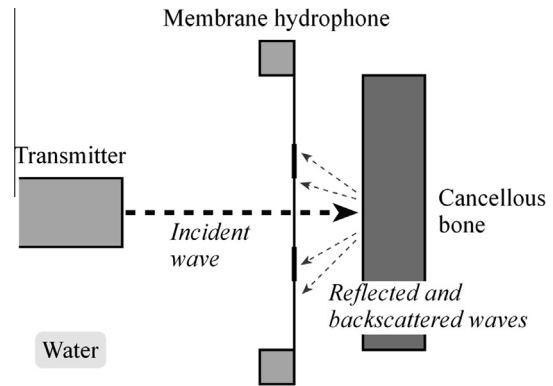 Membrane hydrophone
Transmitter
Cancellous
bone
Incident
wave
Reflected and
backscattered waves
Water